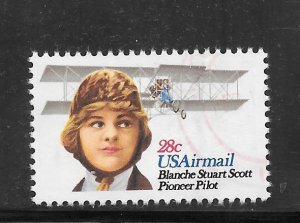 28c
USAirmail
Blanche Stuart Scott
Pioneer Pilot